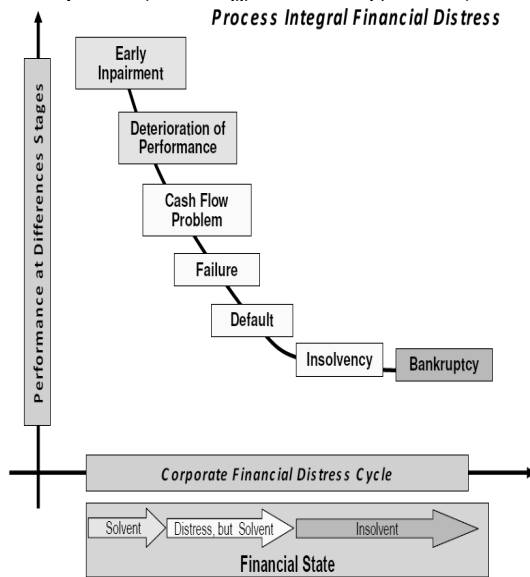 Process Integral Financial Distress
Early
Inpairment
Deterioration of
Performance
Cash Flow
Problem
Failure
Default
Insolvency
Bankruptcy
Performance at Differences Stages
Corporate Financial Distress Cycle
Solvent
Distress, but Solvent
Insolvent
Financial State